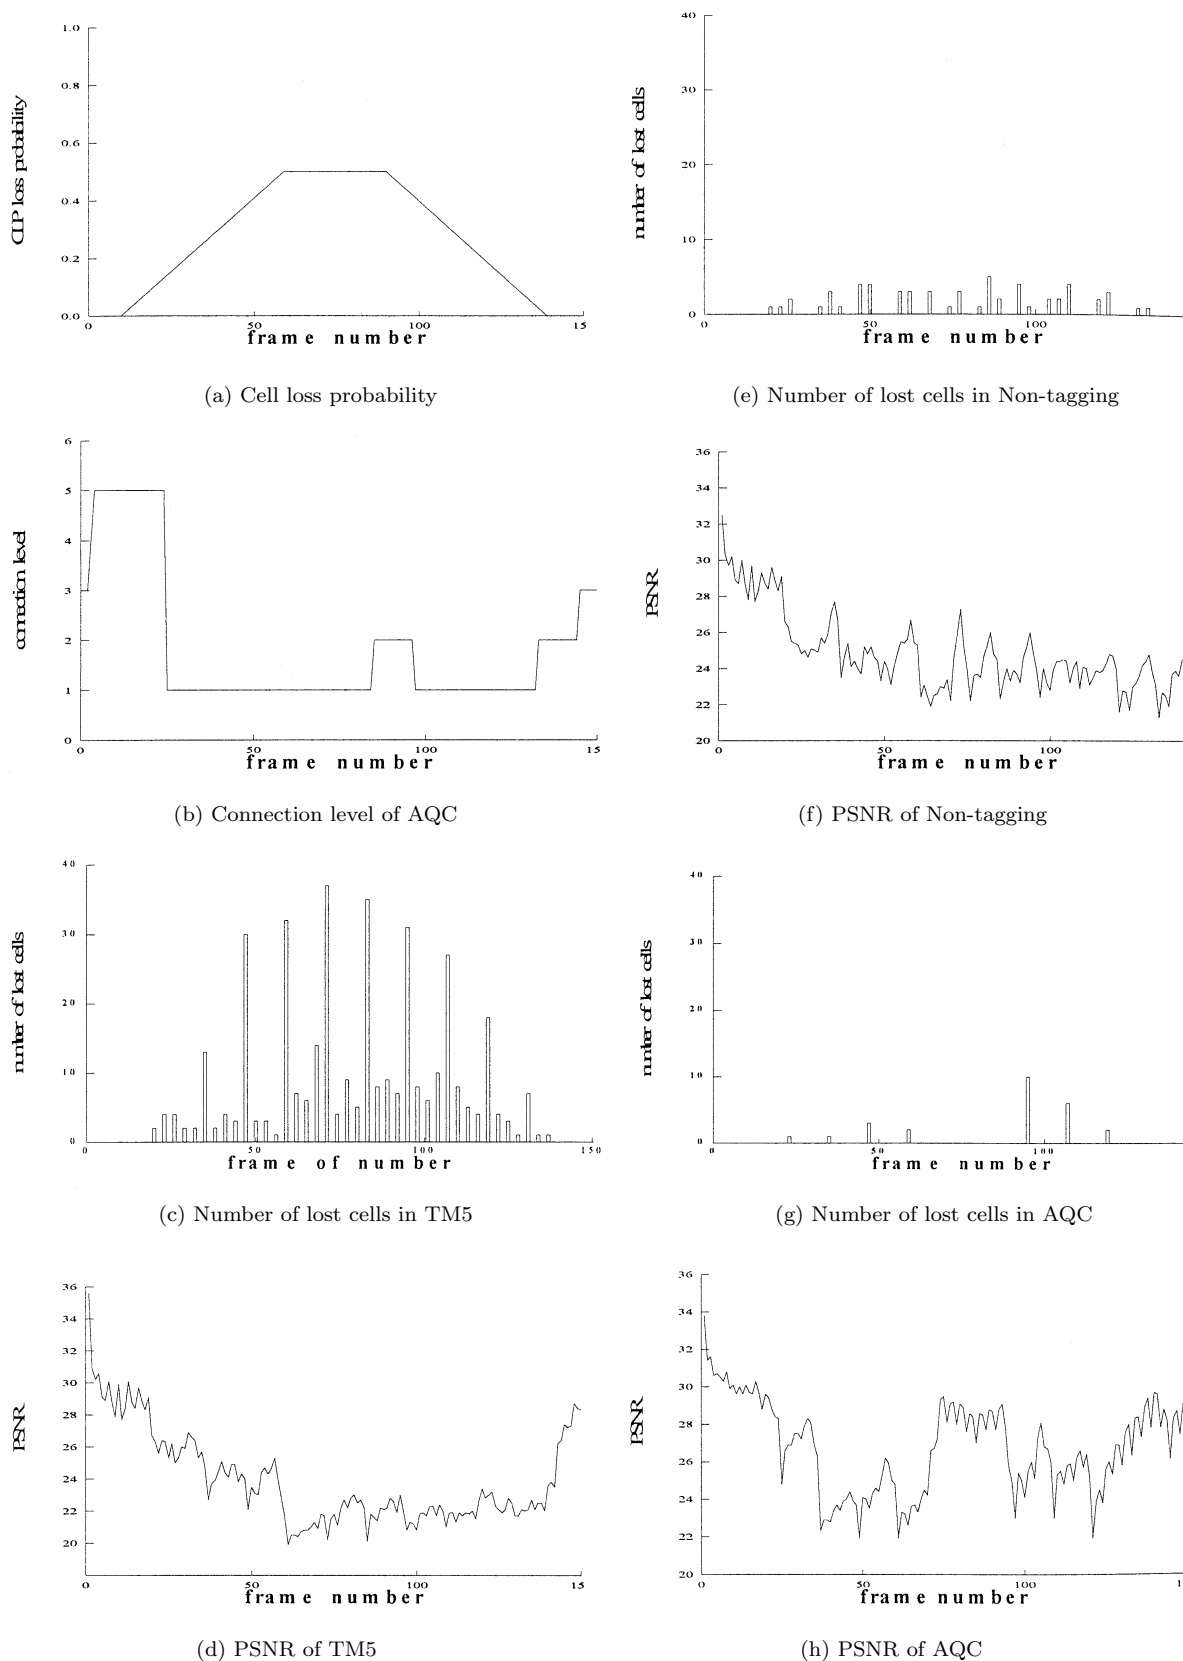 1.0
0.8
0.6
0.4
0.2
0.0
CLP loss probability
0 50 100 15
frame number
(a) Cell loss probability
6
5
4
3
2
1
0
connection level
0 50 100 15
frame number
(b) Connection level of AQC
40
30
20
10
0
number of lost cells
0 50 100 150
frame of number
(c) Number of lost cells in TM5
36
34
32
30
28
26
24
22
20
PSNR
0 50 100 15
frame number
(d) PSNR of TM5
40
30
20
10
0
number of lost cells
0 50 100
frame number
(e) Number of lost cells in Non-tagging
36
34
32
30
28
26
24
22
20
PSNR
0 50 100
frame number
(f) PSNR of Non-tagging
40
30
20
10
0
number of lost cells
0 50 100
frame number
(g) Number of lost cells in AQC
36
34
32
30
28
26
24
22
20
PSNR
0 50 100 1
frame number
(h) PSNR of AQC